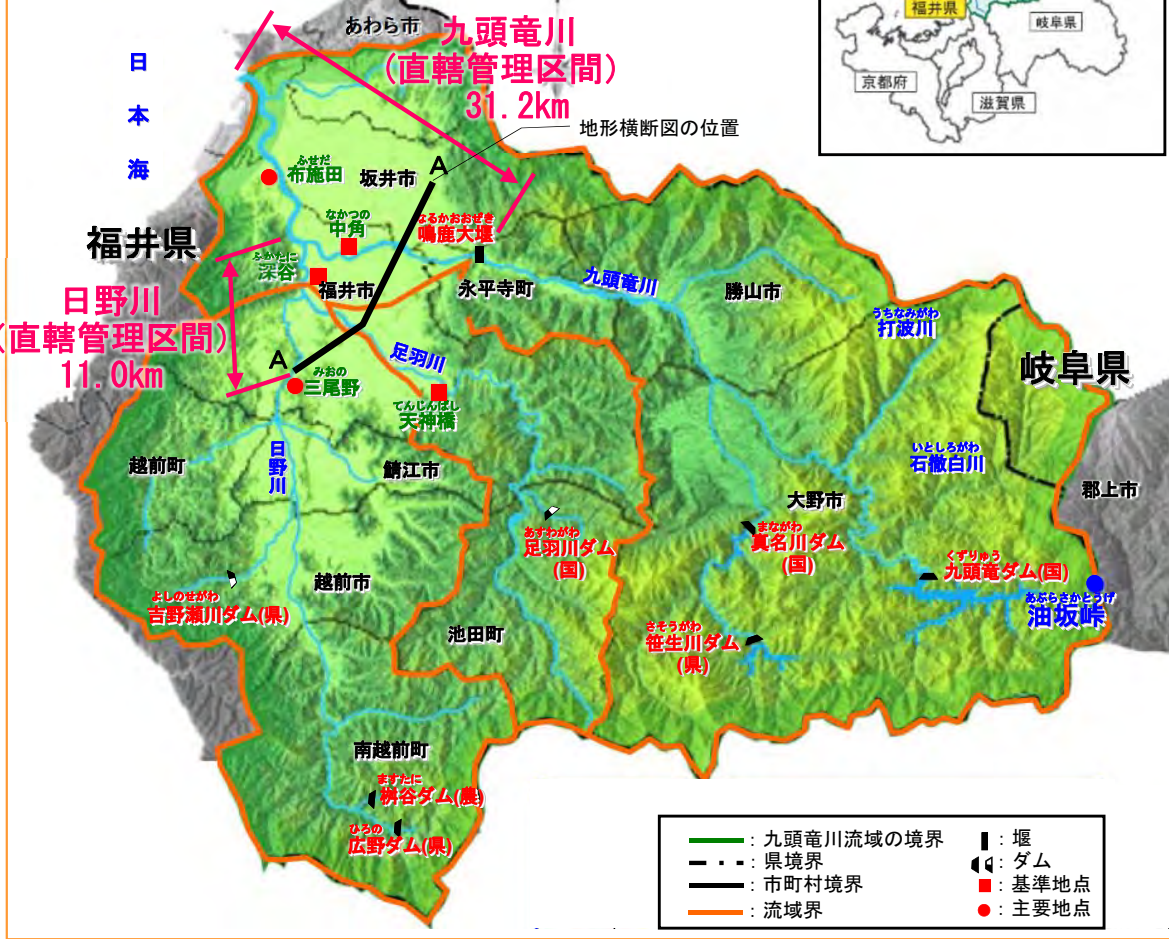 あわら市
九頭竜川
(直轄管理区間)
31.2km
福井県
岐阜県
京都府
滋賀県
日本海
地形横断図の位置
A
ふせだ
布施田
坂井市
なかつの
中角
なるかおおぜき
鳴鹿大堰
福井県
ふかたに
深谷
福井市
永平寺町
九頭竜川
勝山市
うちなみがわ
打波川
日野川
(直轄管理区間)
11.0km
A
みおの
三尾野
足羽川
てんじんばし
天神橋
岐阜県
越前町
日野川
鯖江市
いとしろがわ
石徹白川
郡上市
大野市
あすわがわ
足羽川ダム
(国)
まながわ
真名川ダム
(国)
くずりゅう
九頭竜ダム(国)
あぶらさかとうげ
油坂峠
よしのせがわ
吉野瀬川ダム(県)
越前市
池田町
さそうがわ
笹生川ダム
(県)
南越前町
ますたに
桝谷ダム(農)
ひろの
広野ダム(県)
:九頭竜川流域の境界
:県境界
:市町村境界
:流域界
:堰
:ダム
:基準地点
:主要地点